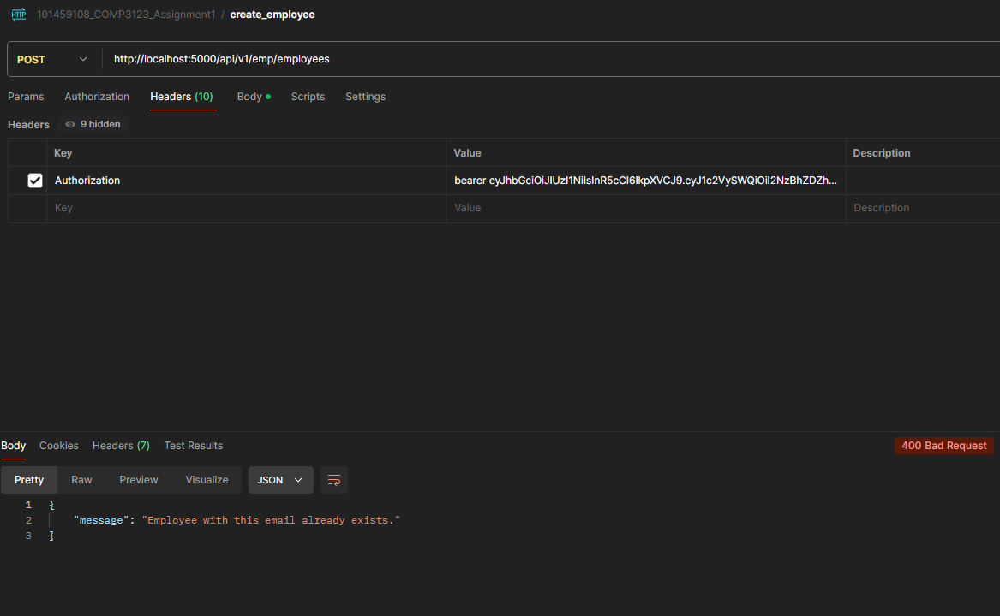 HTTP 101459108_COMP3123_Assignment1 / create_employee
POST http://localhost:5000/api/v1/emp/employees
Params Authorization Headers (10) Body Scripts Settings
Headers 9 hidden
Key Value Description
Authorization bearer eyJhbGciOiJIUzI1NiIsInR5cCI6IkpXVCJ9.eyJ1c2VySWQiOiI2NzBhZDZh...
Key Value Description
Body Cookies Headers (7) Test Results 400 Bad Request
Pretty Raw Preview Visualize JSON
1 {
2 "message": "Employee with this email already exists."
3 }